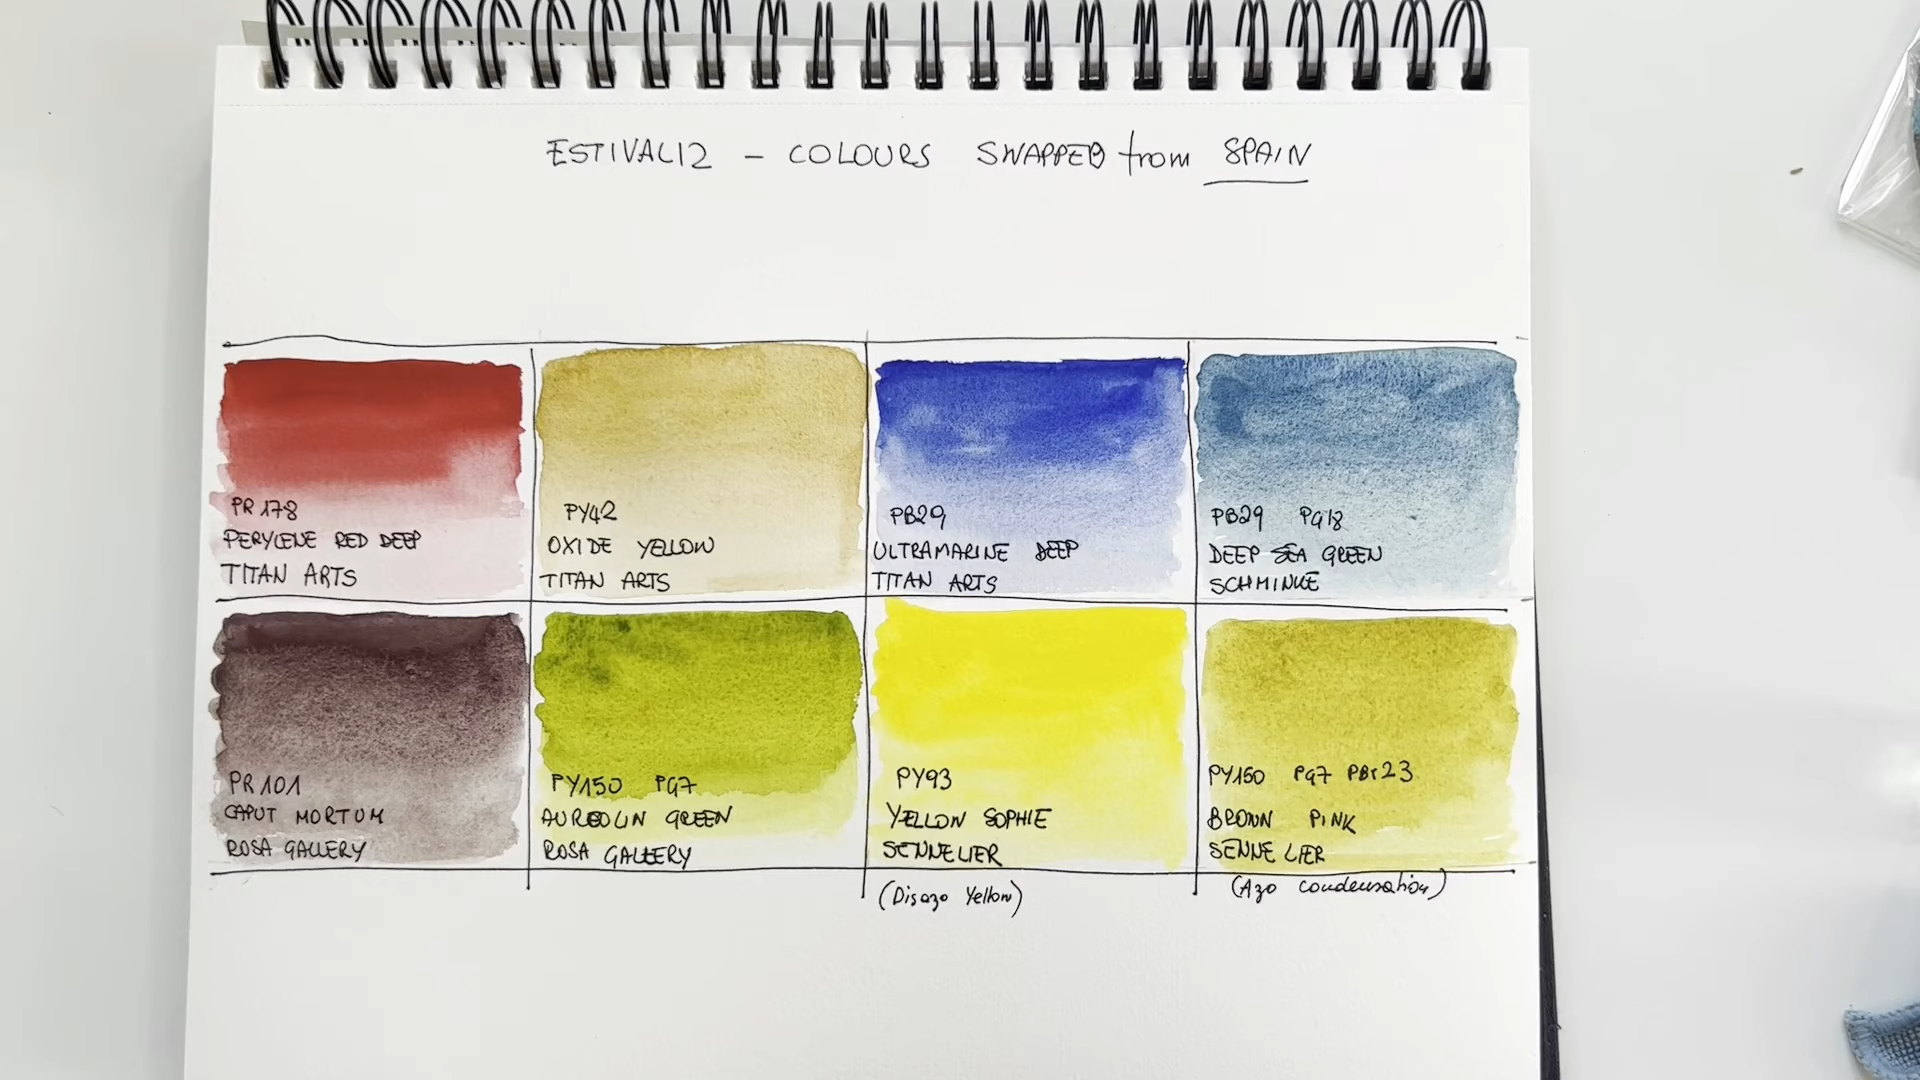 ESTIVALIZ - COLOURS SWAPPED from SPAIN
PR178
PERYLENE RED DEEP
TITAN ARTS
PY42
OXIDE YELLOW
TITAN ARTS
PB29
ULTRAMARINE DEEP
TITAN ARTS
PB29 PG18
DEEP SEA GREEN
SCHMINKE
PR101
CAPUT MORTUM
ROSA GALLERY
PY150 PG7
AUREOLIN GREEN
ROSA GALLERY
PY93
YELLOW SOPHIE
SENNELIER
(Disazo Yellow)
PY150 PG7 PBr23
BROWN PINK
SENNELIER
(Azo condensation)